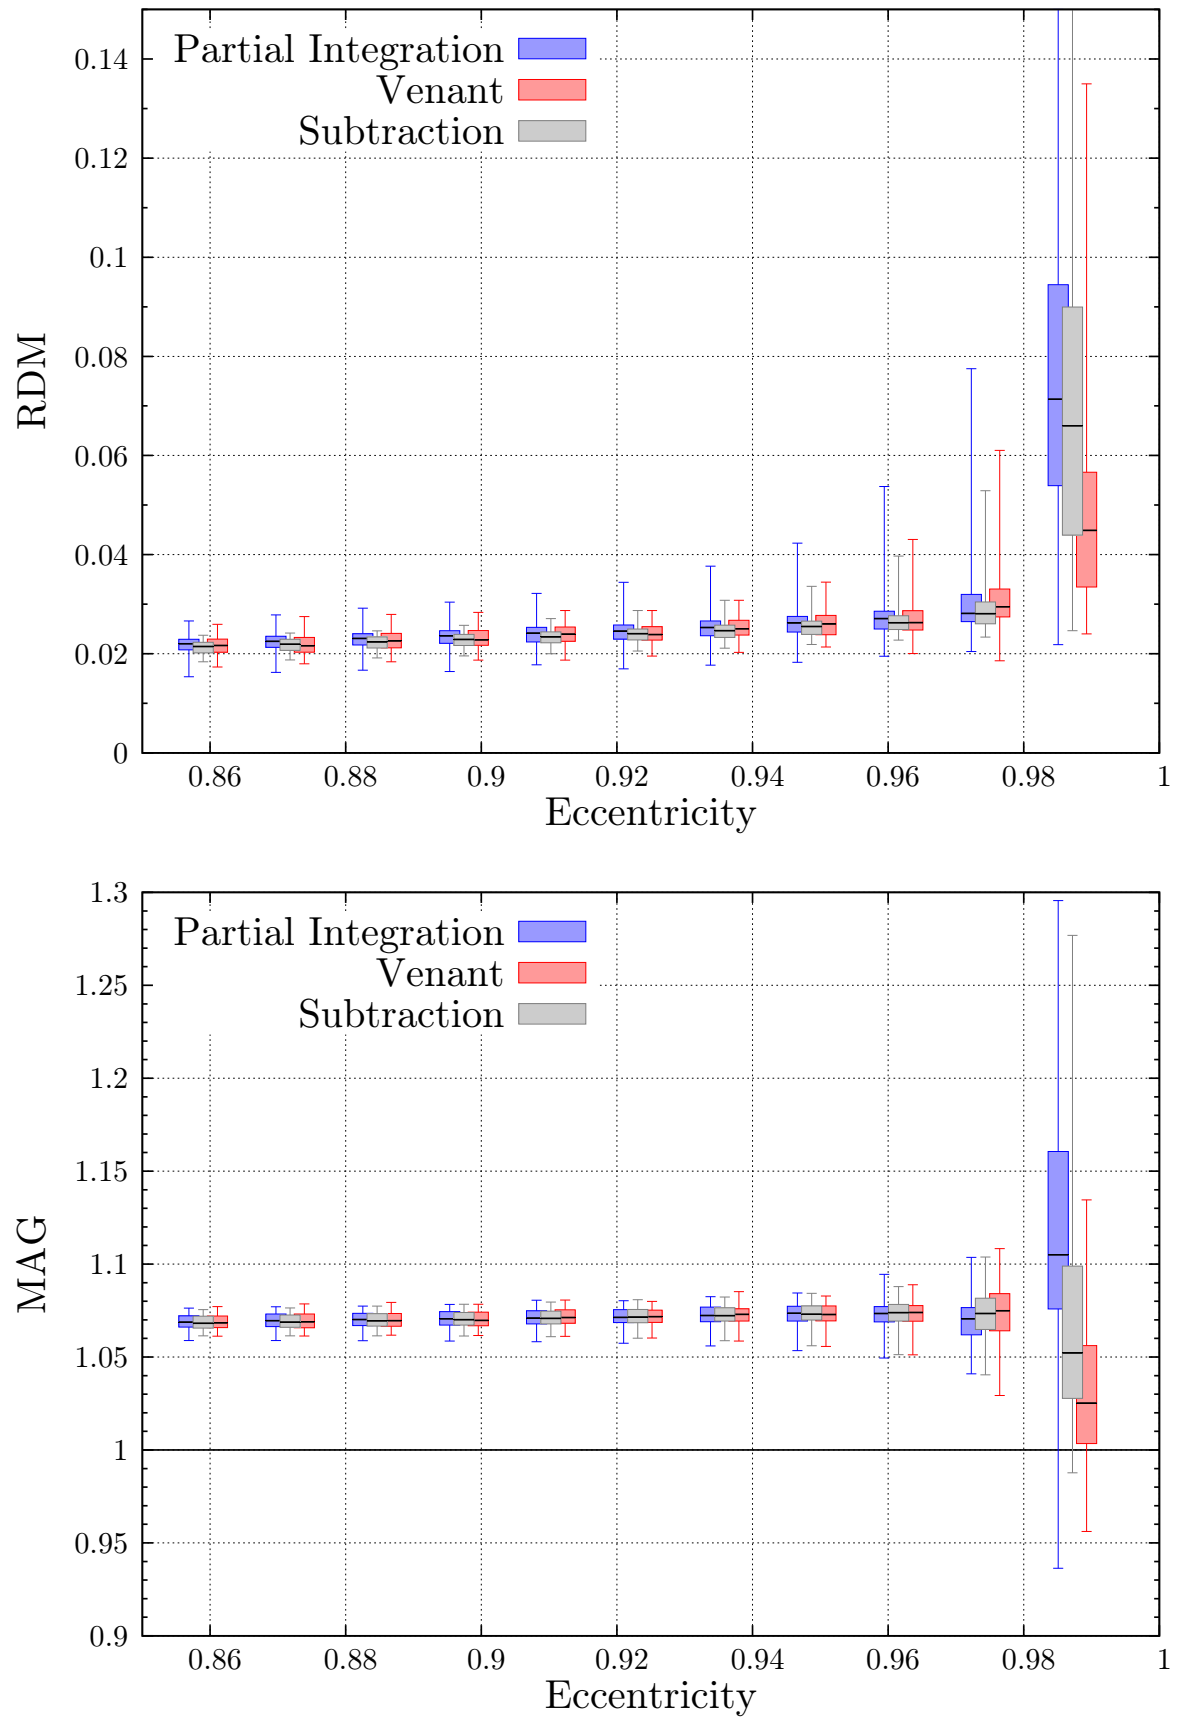 0.14
0.12
0.1
0.08
0.06
0.04
0.02
0
RDM
Partial Integration
Venant
Subtraction
0.86 0.88 0.9 0.92 0.94 0.96 0.98 1
Eccentricity
1.3
1.25
1.2
1.15
1.1
1.05
1
0.95
0.9
MAG
Partial Integration
Venant
Subtraction
0.86 0.88 0.9 0.92 0.94 0.96 0.98 1
Eccentricity